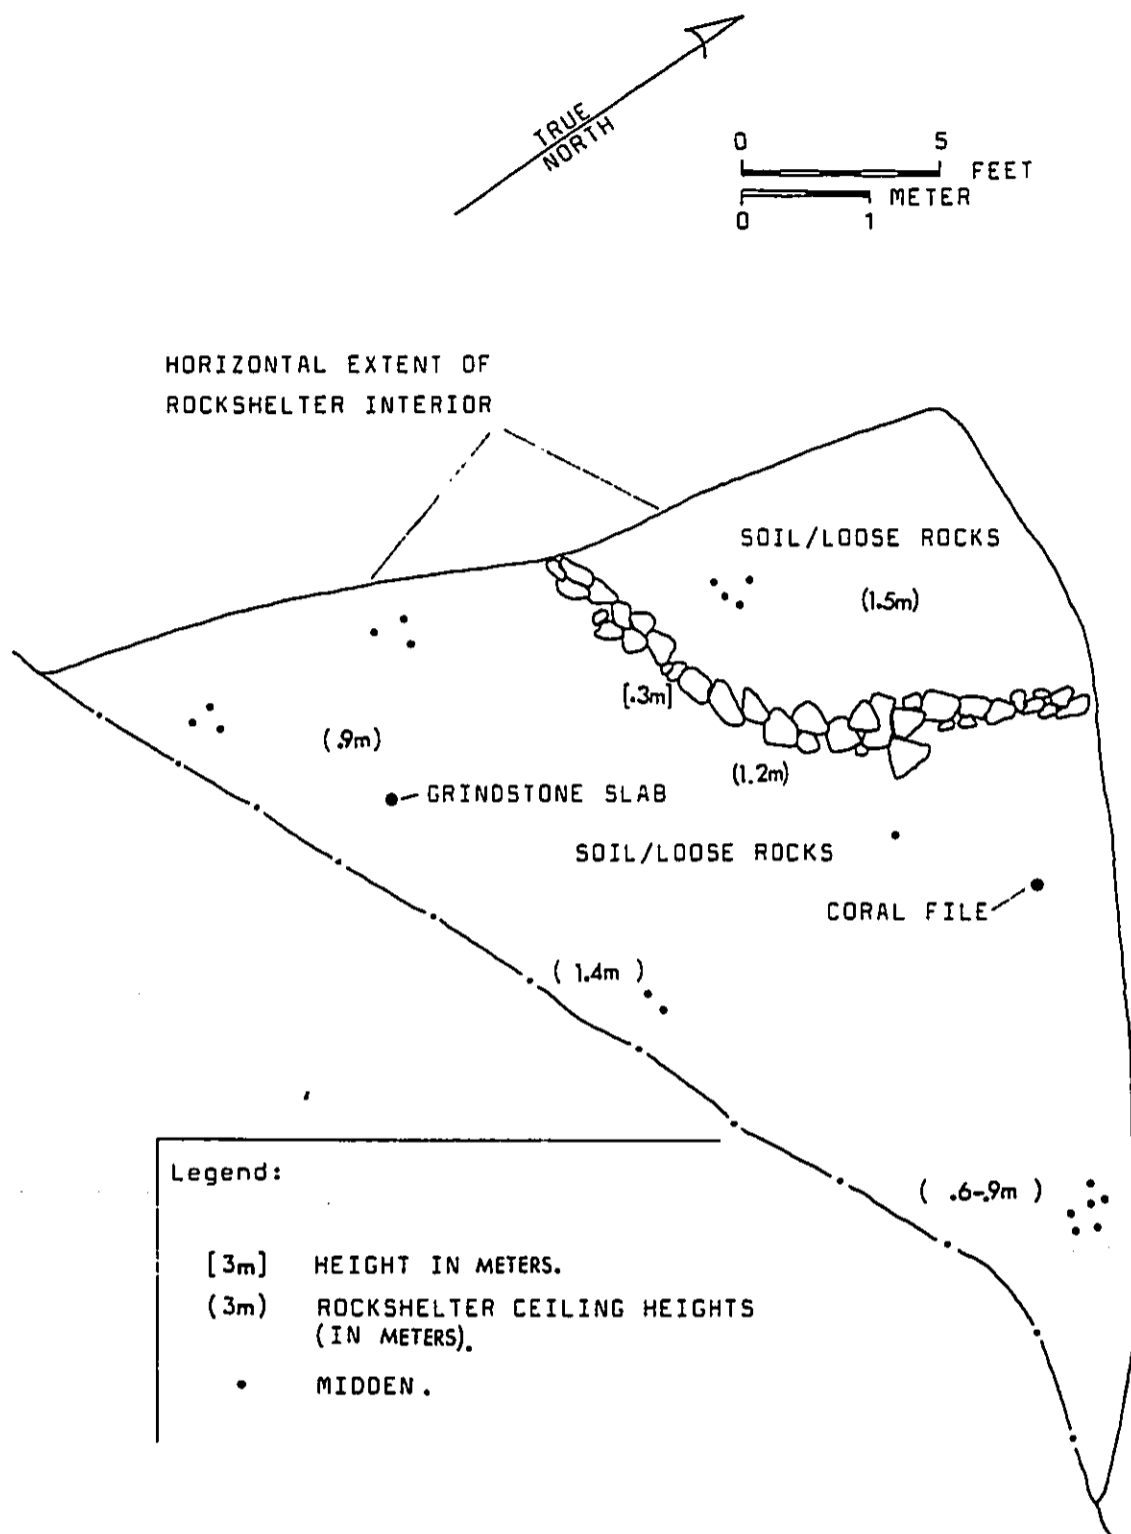 TRUE
NORTH
0 5
FEET
METER
0 1
HORIZONTAL EXTENT OF
ROCKSHELTER INTERIOR
SOIL/LOOSE ROCKS
(1.5m)
[.3m]
(.9m)
(1.2m)
GRINDSTONE SLAB
SOIL/LOOSE ROCKS
CORAL FILE
( 1.4m )
( .6-.9m )
Legend:
[3m] HEIGHT IN METERS.
(3m) ROCKSHELTER CEILING HEIGHTS
(IN METERS).
• MIDDEN.